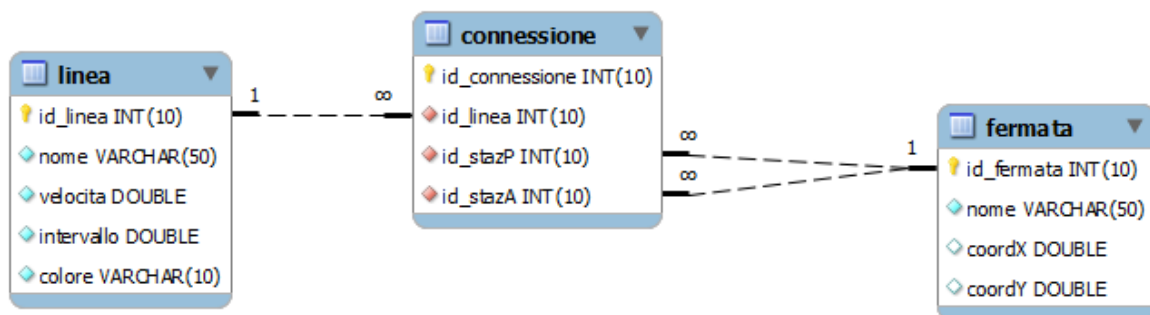 linea
id_linea INT(10)
nome VARCHAR(50)
velocita DOUBLE
intervallo DOUBLE
colore VARCHAR(10)
1
∞
connessione
id_connessione INT(10)
id_linea INT(10)
id_stazP INT(10)
id_stazA INT(10)
∞
∞
1
fermata
id_fermata INT(10)
nome VARCHAR(50)
coordX DOUBLE
coordY DOUBLE